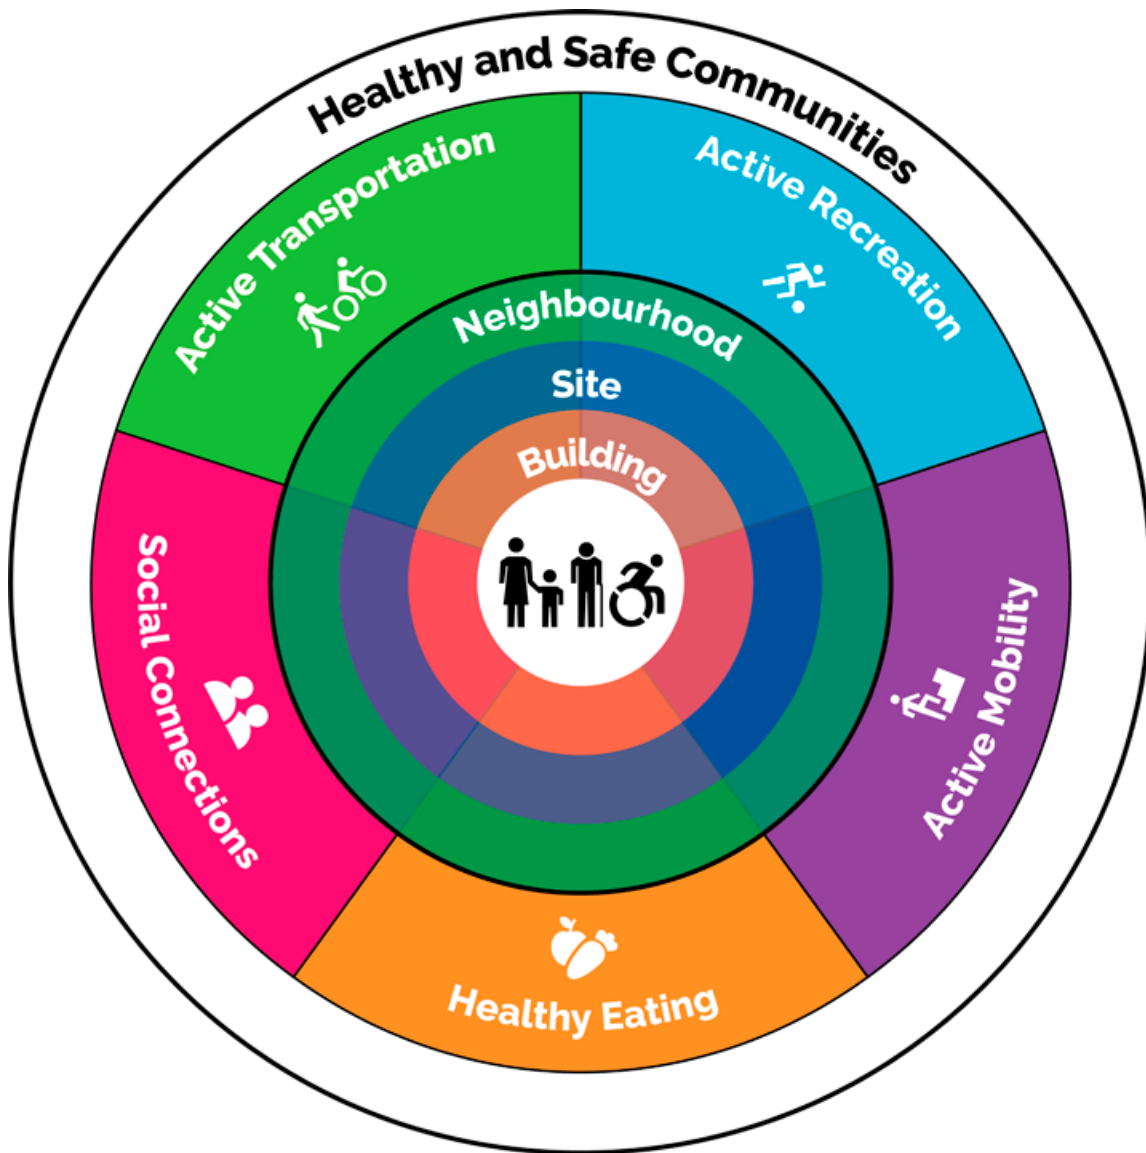 Healthy and Safe Communities
Active Transportation
Active Recreation
Neighbourhood
Site
Building
Social Connections
Active Mobility
Healthy Eating